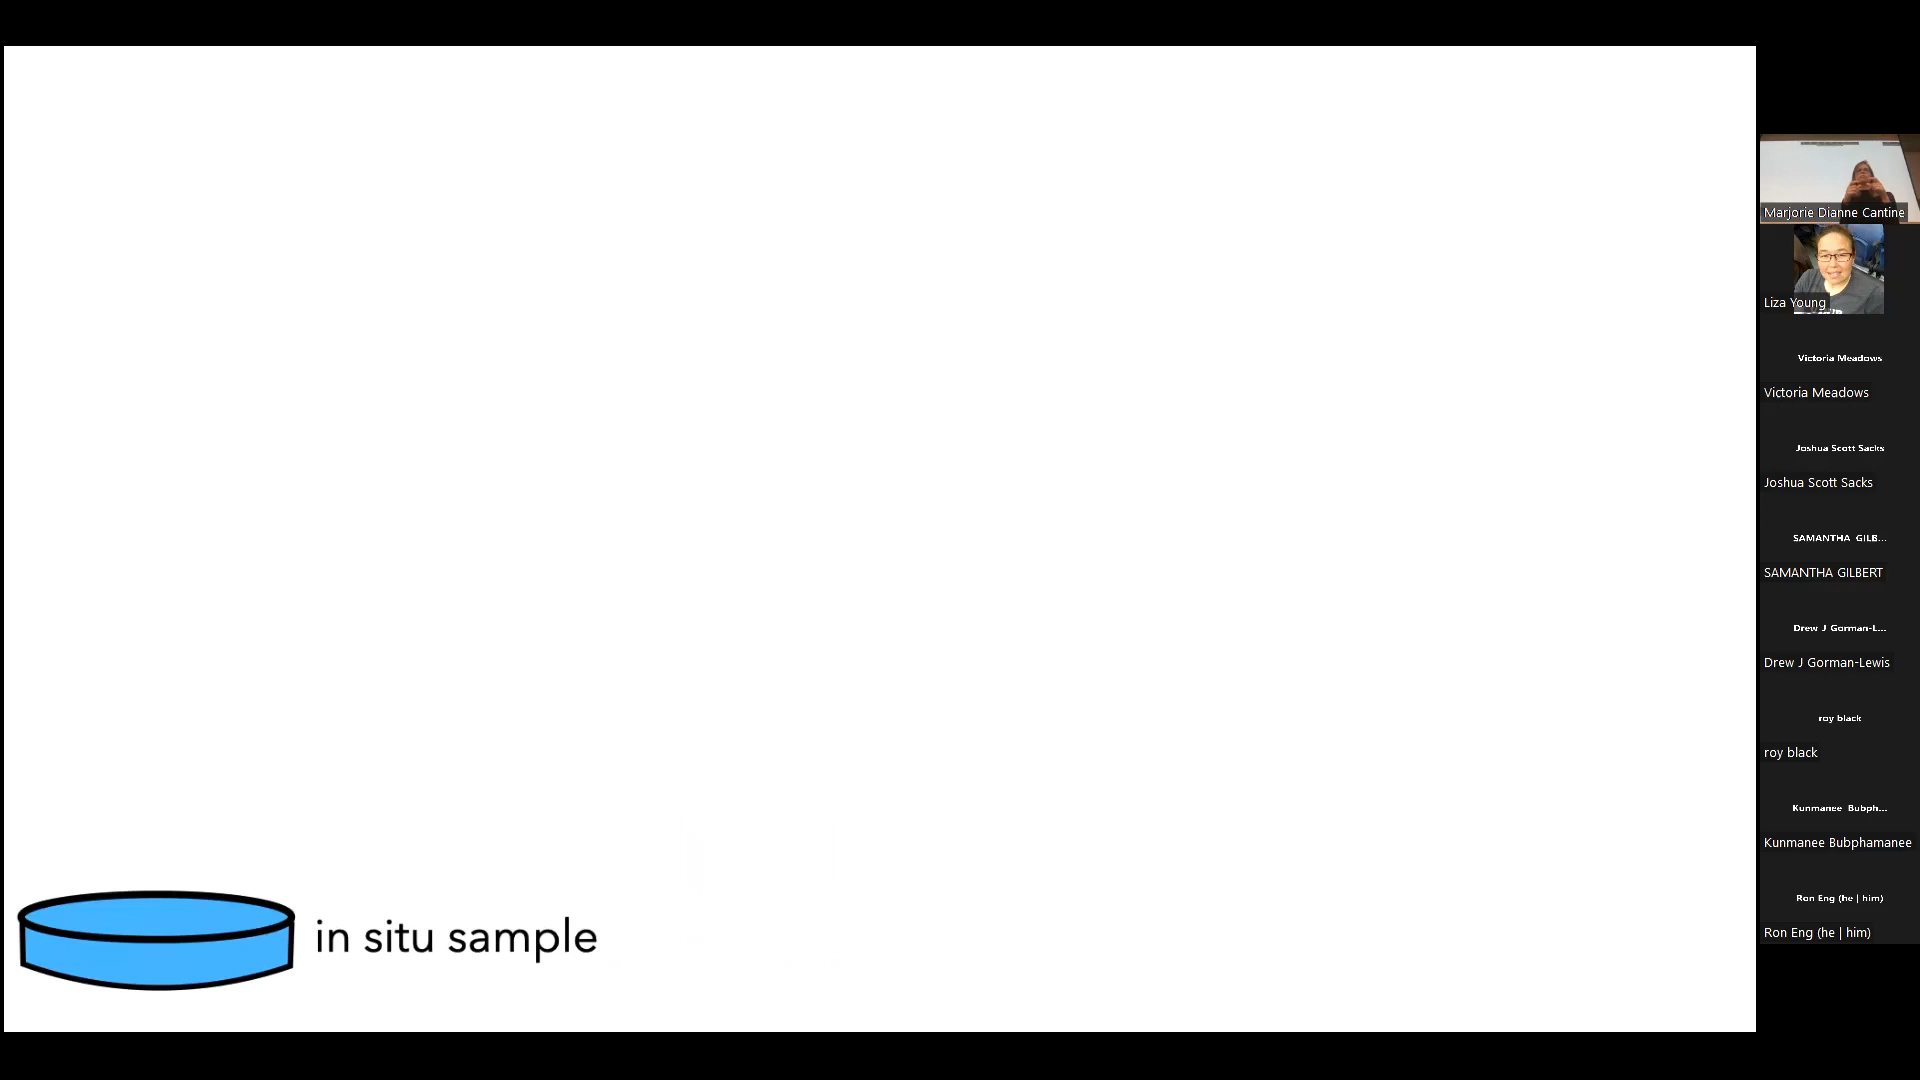 in situ sample
Marjorie Dianne Cantine
Liza Young
Victoria Meadows
Victoria Meadows
Joshua Scott Sacks
Joshua Scott Sacks
SAMANTHA GILB...
SAMANTHA GILBERT
Drew J Gorman-L...
Drew J Gorman-Lewis
roy black
roy black
Kunmanee Bubph...
Kunmanee Bubphamanee
Ron Eng (he | him)
Ron Eng (he | him)